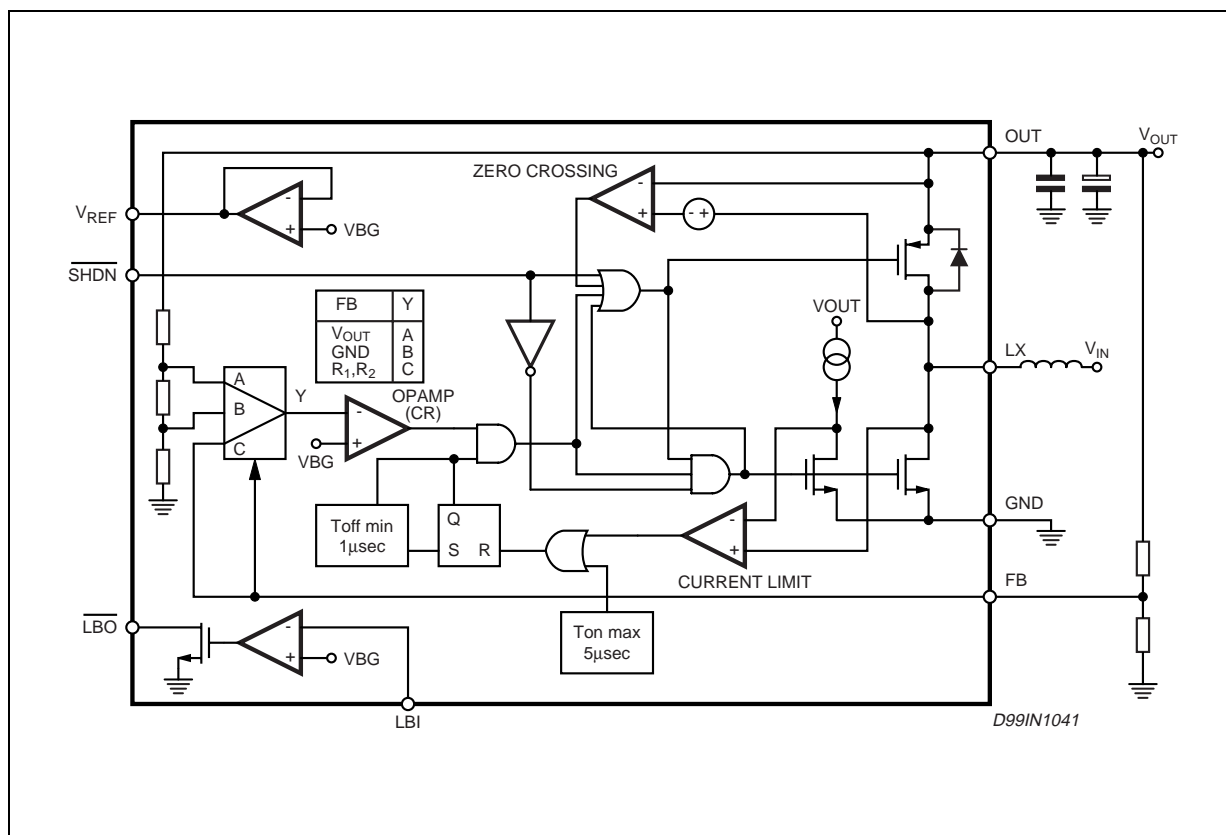 OUT
VOUT
ZERO CROSSING
-
+
- +
VREF
-
+
VBG
SHDN
FB Y
VOUT A
GND B
R1,R2 C
VOUT
LX
VIN
A
B
C
Y
OPAMP
(CR)
-
+
VBG
Toff min
1µsec
Q
S R
-
+
CURRENT LIMIT
GND
FB
Ton max
5µsec
LBO
-
+
VBG
LBI
D99IN1041